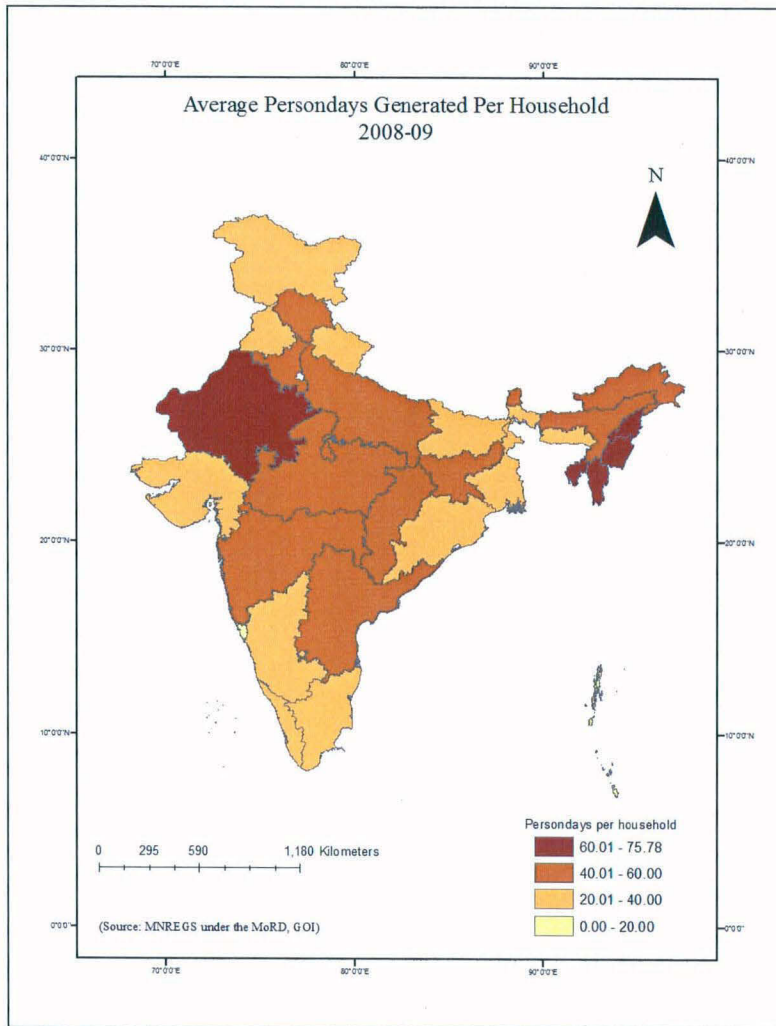 70°0'0"E 80°0'0"E 90°0'0"E
Average Persondays Generated Per Household
2008-09
40°0'0"N 40°0'0"N
N
30°0'0"N 30°0'0"N
20°0'0"N 20°0'0"N
10°0'0"N 10°0'0"N
Persondays per household
60.01 - 75.78
40.01 - 60.00
20.01 - 40.00
0.00 - 20.00
0 295 590 1,180 Kilometers
(Source: MNREGS under the MoRD, GOI)
0°0'0" 0°0'0"
70°0'0"E 80°0'0"E 90°0'0"E